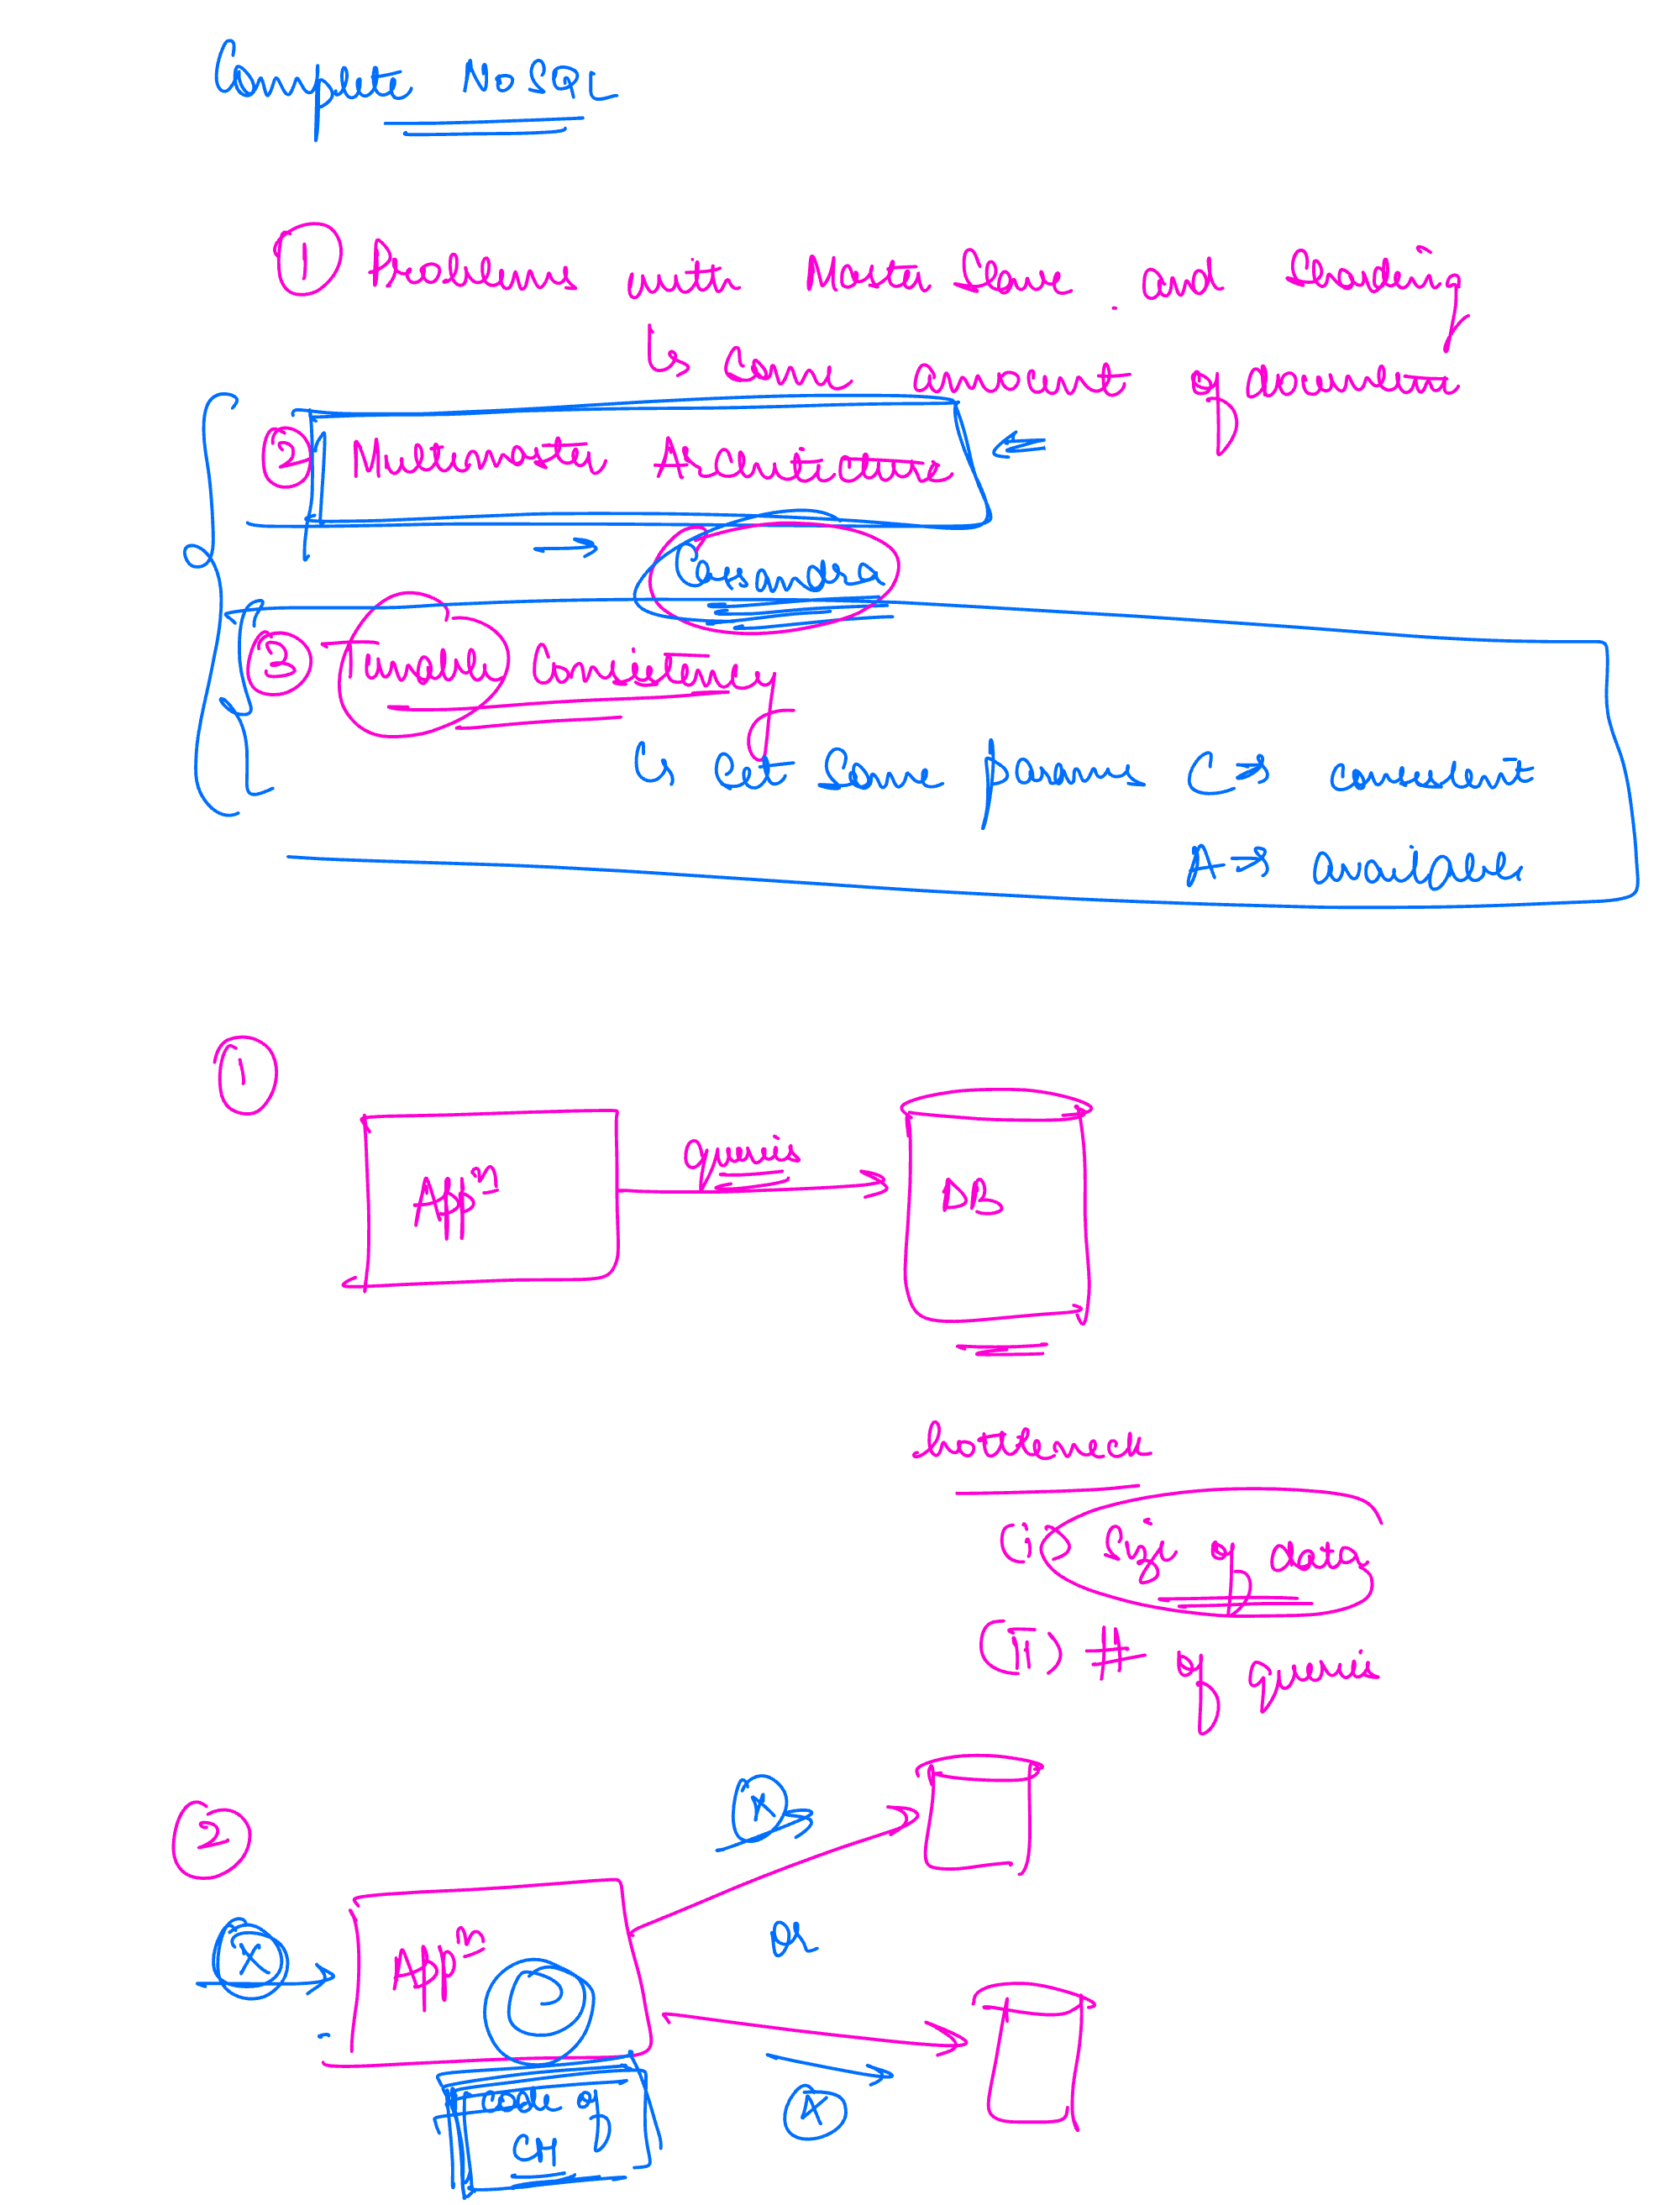 Complete NoSQL
① Problems with Master Slave and Sharding
↳ Some amount of downtime
② Multimaster Architecture ←
→ Cassandra
③ Tunable Consistency
↳ Set Some params C → consistent
A → available
①
Appⁿ queries DB
bottleneck
(i) Size of data
(ii) # of queries
②
X
Appⁿ
or
code of
CH